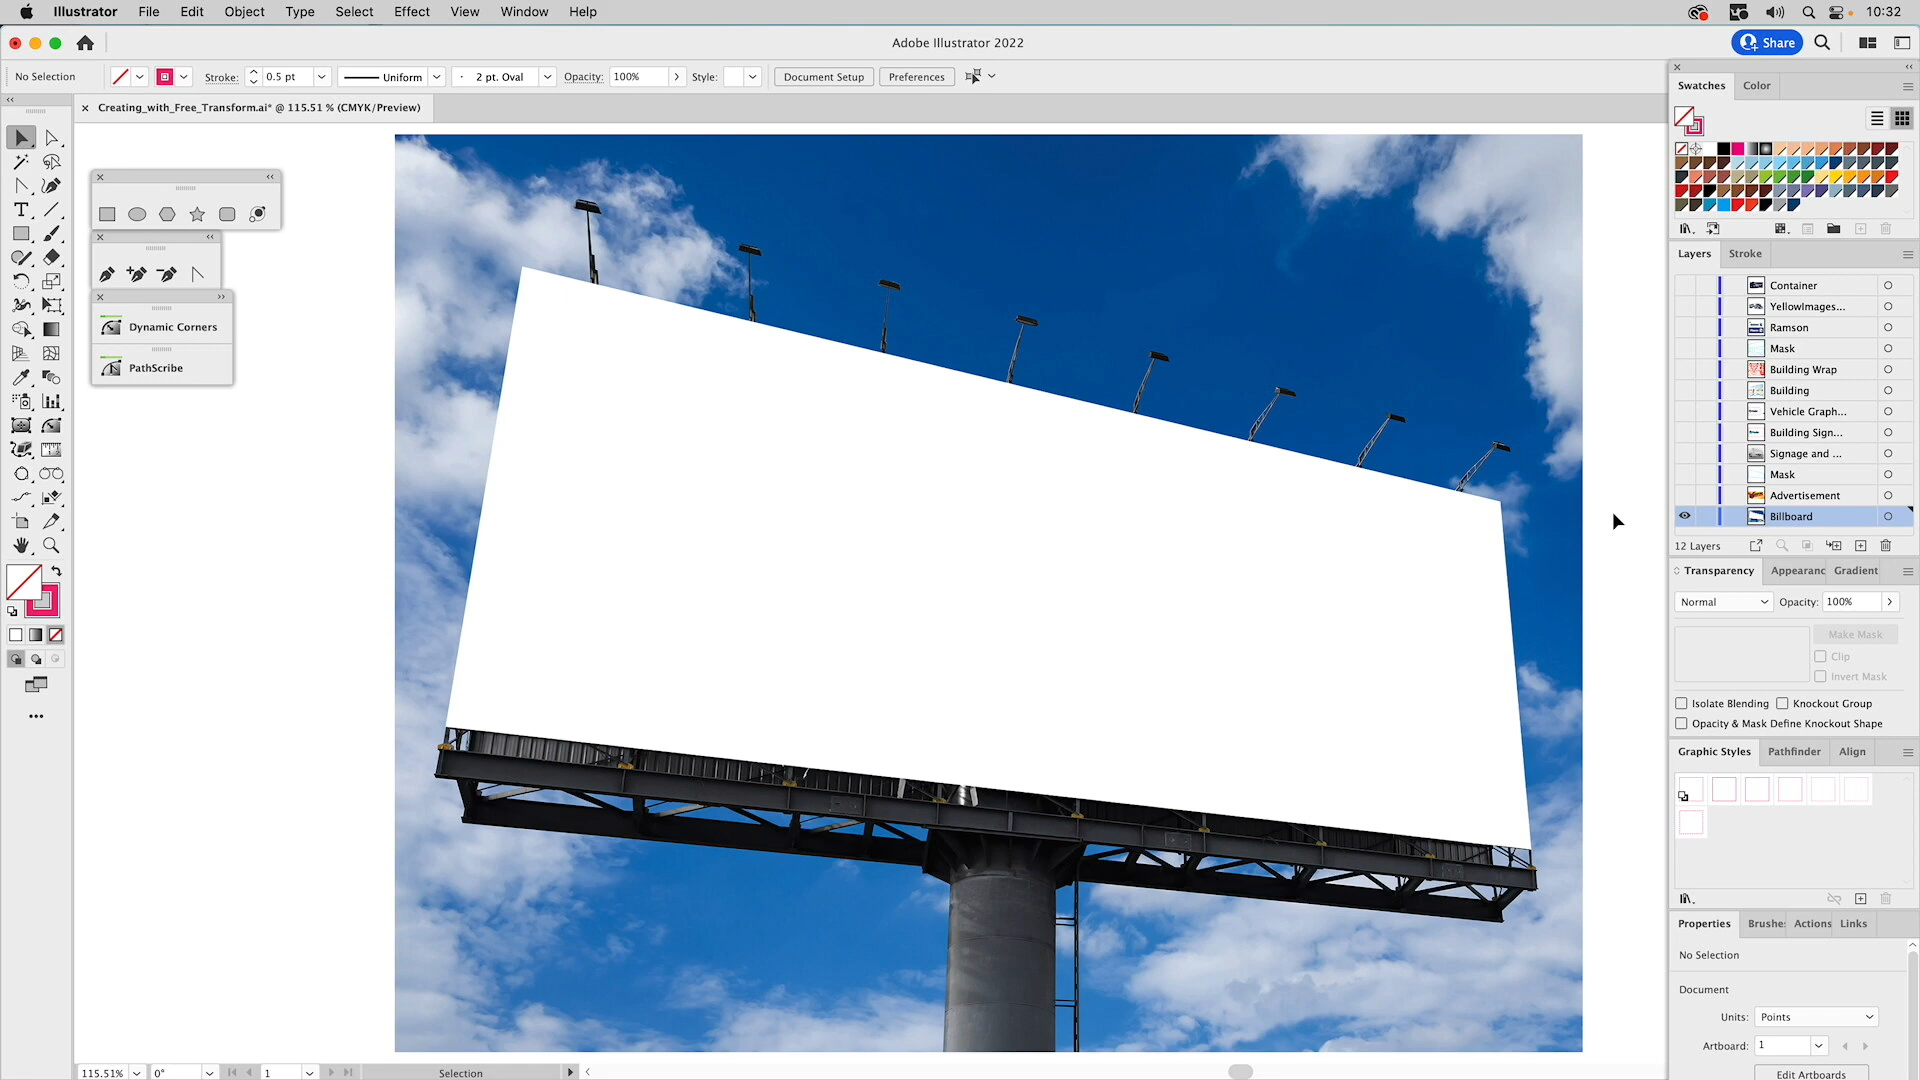 Illustrator File Edit Object Type Select Effect View Window Help 10:32
Adobe Illustrator 2022
Share
No Selection Stroke: 0.5 pt Uniform 2 pt. Oval Opacity: 100% Style: Document Setup Preferences
Creating_with_Free_Transform.ai* @ 115.51 % (CMYK/Preview)
Dynamic Corners
PathScribe
Swatches Color
Layers Stroke
Container
YellowImages...
Ramson
Mask
Building Wrap
Building
Vehicle Graph...
Building Sign...
Signage and ...
Mask
Advertisement
Billboard
12 Layers
Transparency Appearanc Gradient
Normal Opacity: 100%
Make Mask
Clip
Invert Mask
Isolate Blending Knockout Group
Opacity & Mask Define Knockout Shape
Graphic Styles Pathfinder Align
Properties Brushe: Actions Links
No Selection
Document
Units: Points
Artboard: 1
Edit Artboards
115.51% 0° 1 Selection